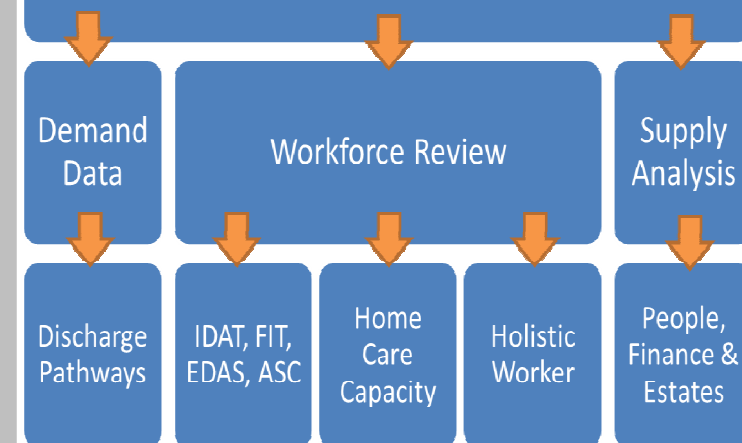 Demand
Data
Workforce Review
Supply
Analysis
Discharge
Pathways
IDAT, FIT,
EDAS, ASC
Home
Care
Capacity
Holistic
Worker
People,
Finance &
Estates